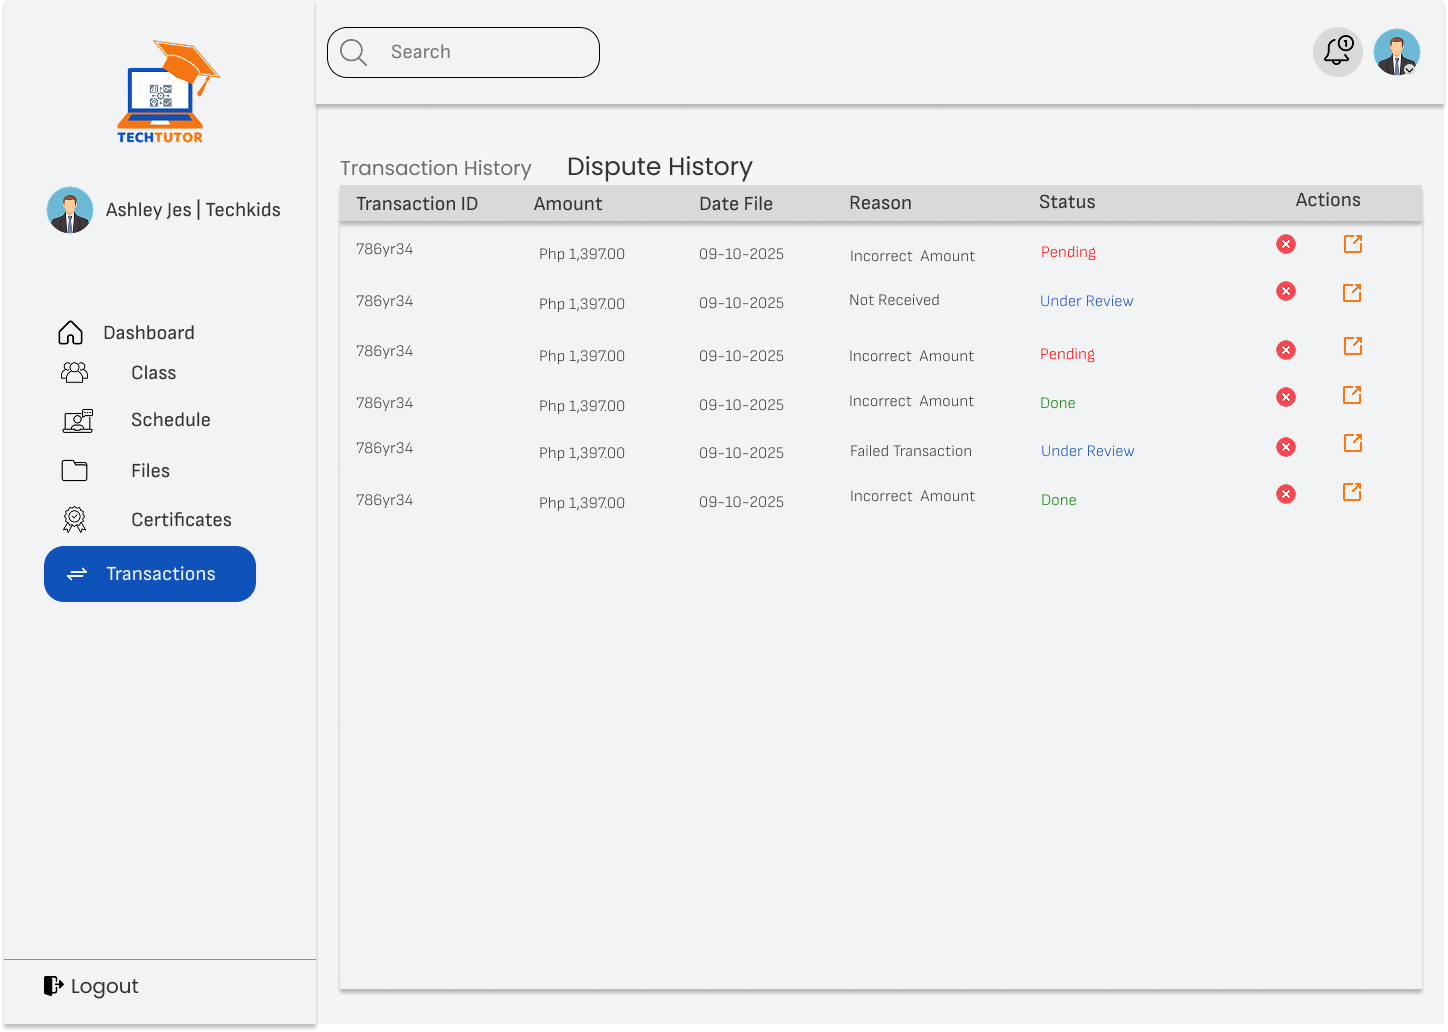 TECHTUTOR
Ashley Jes | Techkids
Dashboard
Class
Schedule
Files
Certificates
Transactions
Logout
Search
1
Transaction History Dispute History
Transaction ID Amount Date File Reason Status Actions
786yr34 Php 1,397.00 09-10-2025 Incorrect Amount Pending
786yr34 Php 1,397.00 09-10-2025 Not Received Under Review
786yr34 Php 1,397.00 09-10-2025 Incorrect Amount Pending
786yr34 Php 1,397.00 09-10-2025 Incorrect Amount Done
786yr34 Php 1,397.00 09-10-2025 Failed Transaction Under Review
786yr34 Php 1,397.00 09-10-2025 Incorrect Amount Done